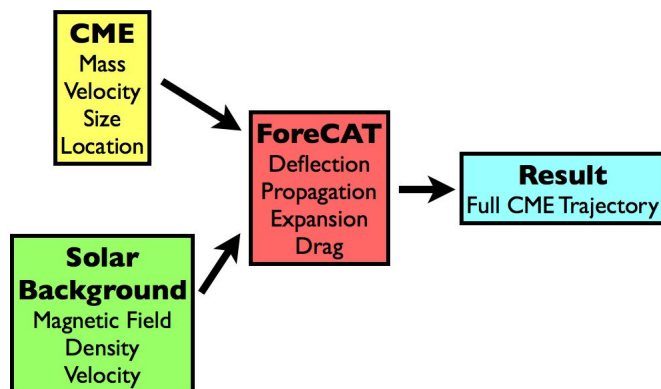 CME
Mass
Velocity
Size
Location
Solar
Background
Magnetic Field
Density
Velocity
ForeCAT
Deflection
Propagation
Expansion
Drag
Result
Full CME Trajectory